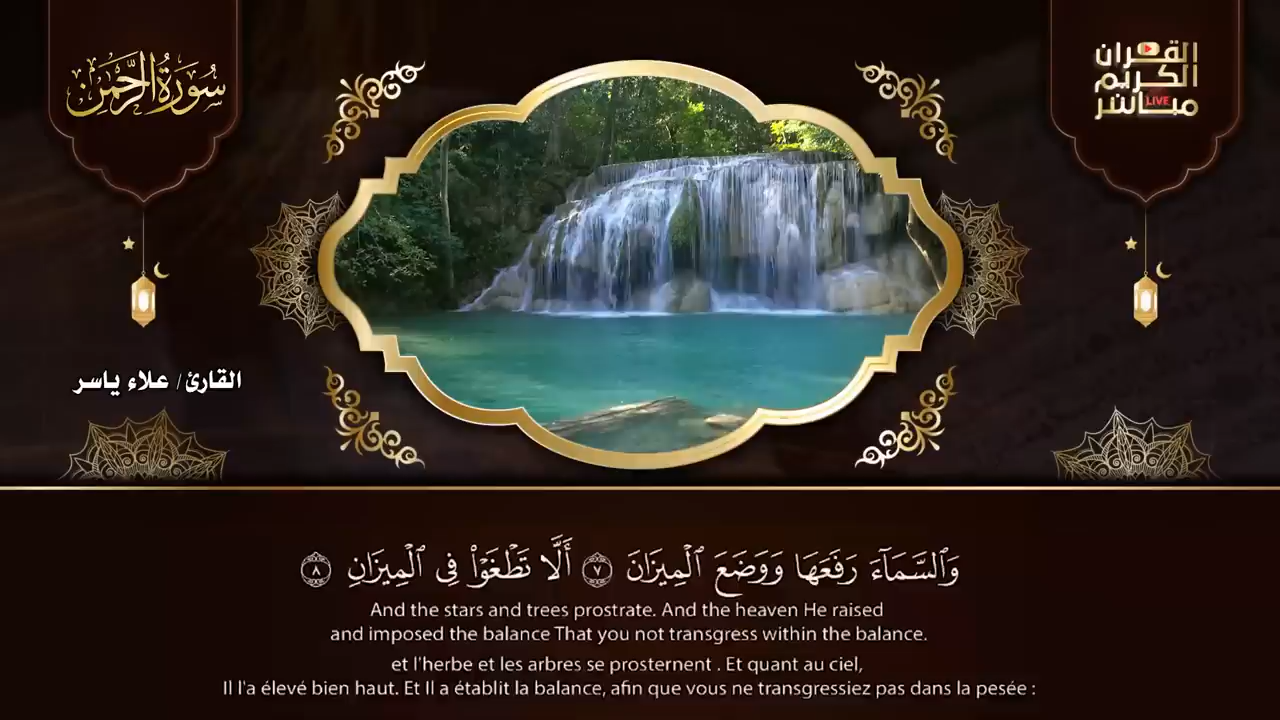 سُورَةُ الرَّحْمَٰن
القرآن
الكريم
مباشر
LIVE
القارئ/ علاء ياسر
وَٱلسَّمَآءَ رَفَعَهَا وَوَضَعَ ٱلْمِيزَانَ ٧ أَلَّا تَطْغَوْا۟ فِى ٱلْمِيزَانِ ٨
And the stars and trees prostrate. And the heaven He raised
and imposed the balance That you not transgress within the balance.
et l'herbe et les arbres se prosternent . Et quant au ciel,
Il l'a élevé bien haut. Et Il a établit la balance, afin que vous ne transgressiez pas dans la pesée :